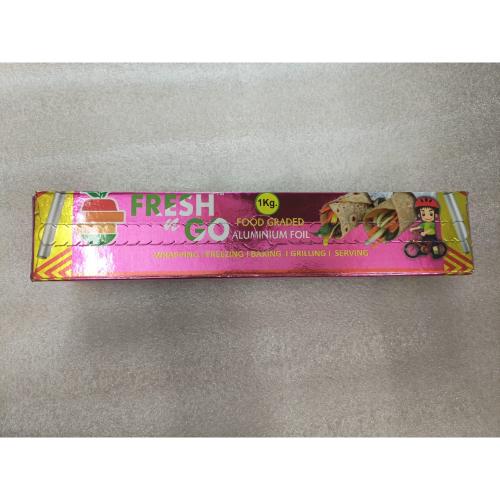 FRESH
n
GO
1Kg.
FOOD GRADED
ALUMINIUM FOIL
WRAPPING | FREEZING | BAKING | GRILLING | SERVING